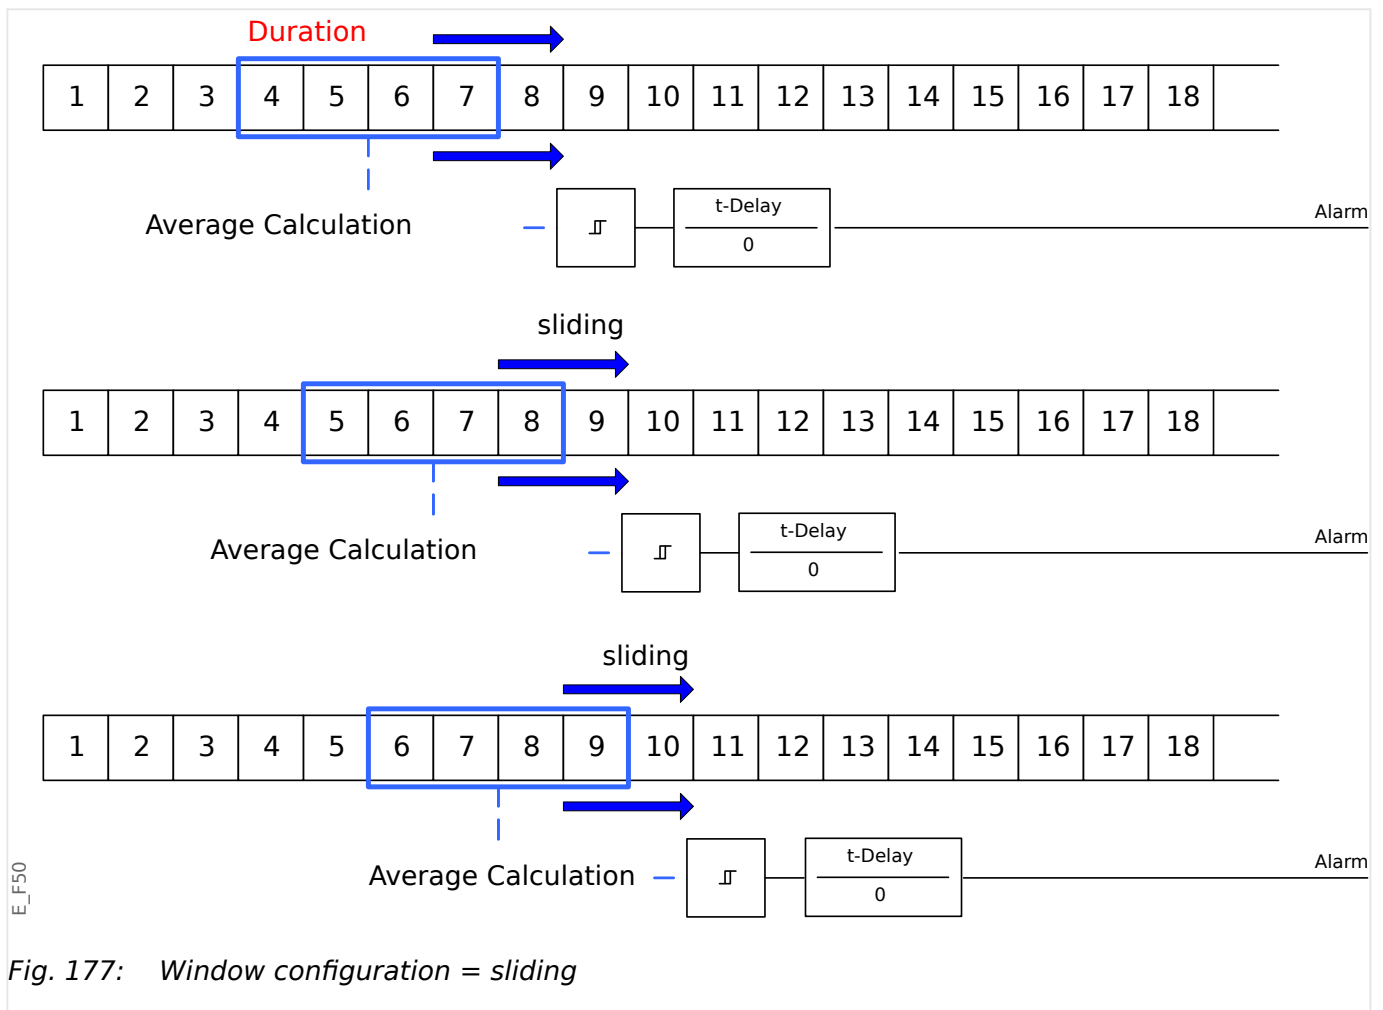 Duration
1 2 3 4 5 6 7 8 9 10 11 12 13 14 15 16 17 18
t-Delay
Average Calculation
0
Alarm
sliding
1 2 3 4 5 6 7 8 9 10 11 12 13 14 15 16 17 18
t-Delay
Average Calculation
0
Alarm
sliding
1 2 3 4 5 6 7 8 9 10 11 12 13 14 15 16 17 18
t-Delay
Average Calculation
0
Alarm
E_F50
Fig. 177: Window configuration = sliding